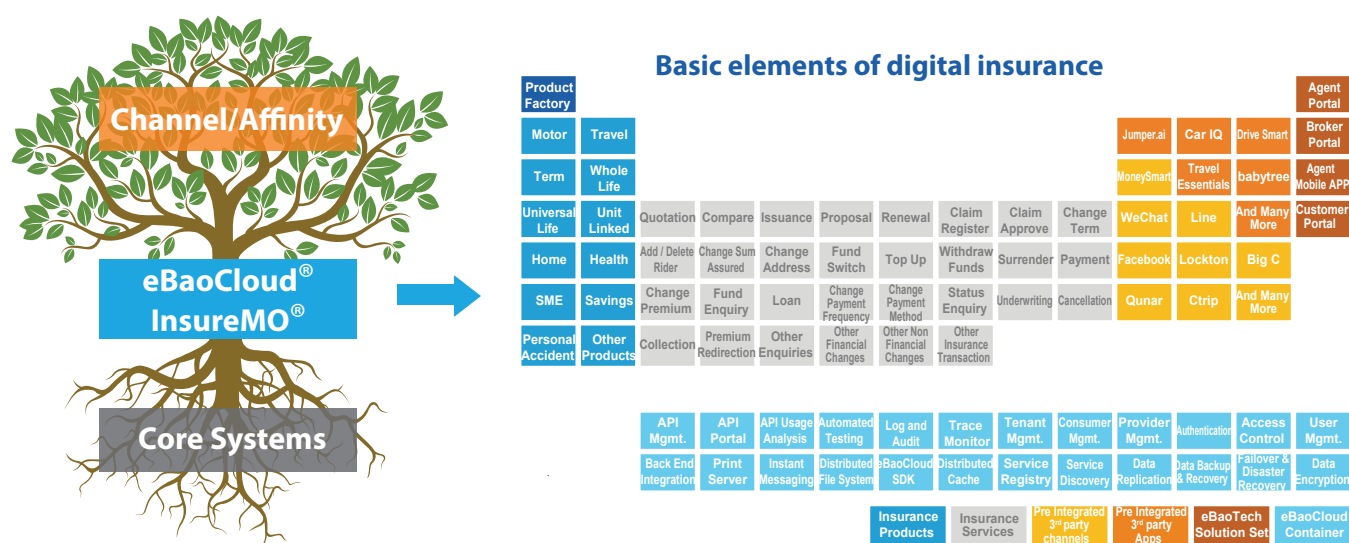 Channel/Affinity
eBaoCloud®
InsureMO®
Core Systems
Basic elements of digital insurance
Product
Factory
Agent
Portal
Motor
Travel
Jumper.ai
Car IQ
Drive Smart
Broker
Portal
Term
Whole
Life
MoneySmart
Travel
Essentials
babytree
Agent
Mobile APP
Universal
Life
Unit
Linked
Quotation
Compare
Issuance
Proposal
Renewal
Claim
Register
Claim
Approve
Change
Term
WeChat
Line
And Many
More
Customer
Portal
Home
Health
Add / Delete
Rider
Change Sum
Assured
Change
Address
Fund
Switch
Top Up
Withdraw
Funds
Surrender
Payment
Facebook
Lockton
Big C
SME
Savings
Change
Premium
Fund
Enquiry
Loan
Change
Payment
Frequency
Change
Payment
Method
Status
Enquiry
Underwriting
Cancellation
Qunar
Ctrip
And Many
More
Personal
Accident
Other
Products
Collection
Premium
Redirection
Other
Enquiries
Other
Financial
Changes
Other Non
Financial
Changes
Other
Insurance
Transaction
API
Mgmt.
API
Portal
API Usage
Analysis
Automated
Testing
Log and
Audit
Trace
Monitor
Tenant
Mgmt.
Consumer
Mgmt.
Provider
Mgmt.
Authentication
Access
Control
User
Mgmt.
Back End
Integration
Print
Server
Instant
Messaging
Distributed
File System
eBaoCloud
SDK
Distributed
Cache
Service
Registry
Service
Discovery
Data
Replication
Data Backup
& Recovery
Failover &
Disaster
Recovery
Data
Encryption
Insurance
Products
Insurance
Services
Pre Integrated
3rd party
channels
Pre Integrated
3rd party
Apps
eBaoTech
Solution Set
eBaoCloud
Container